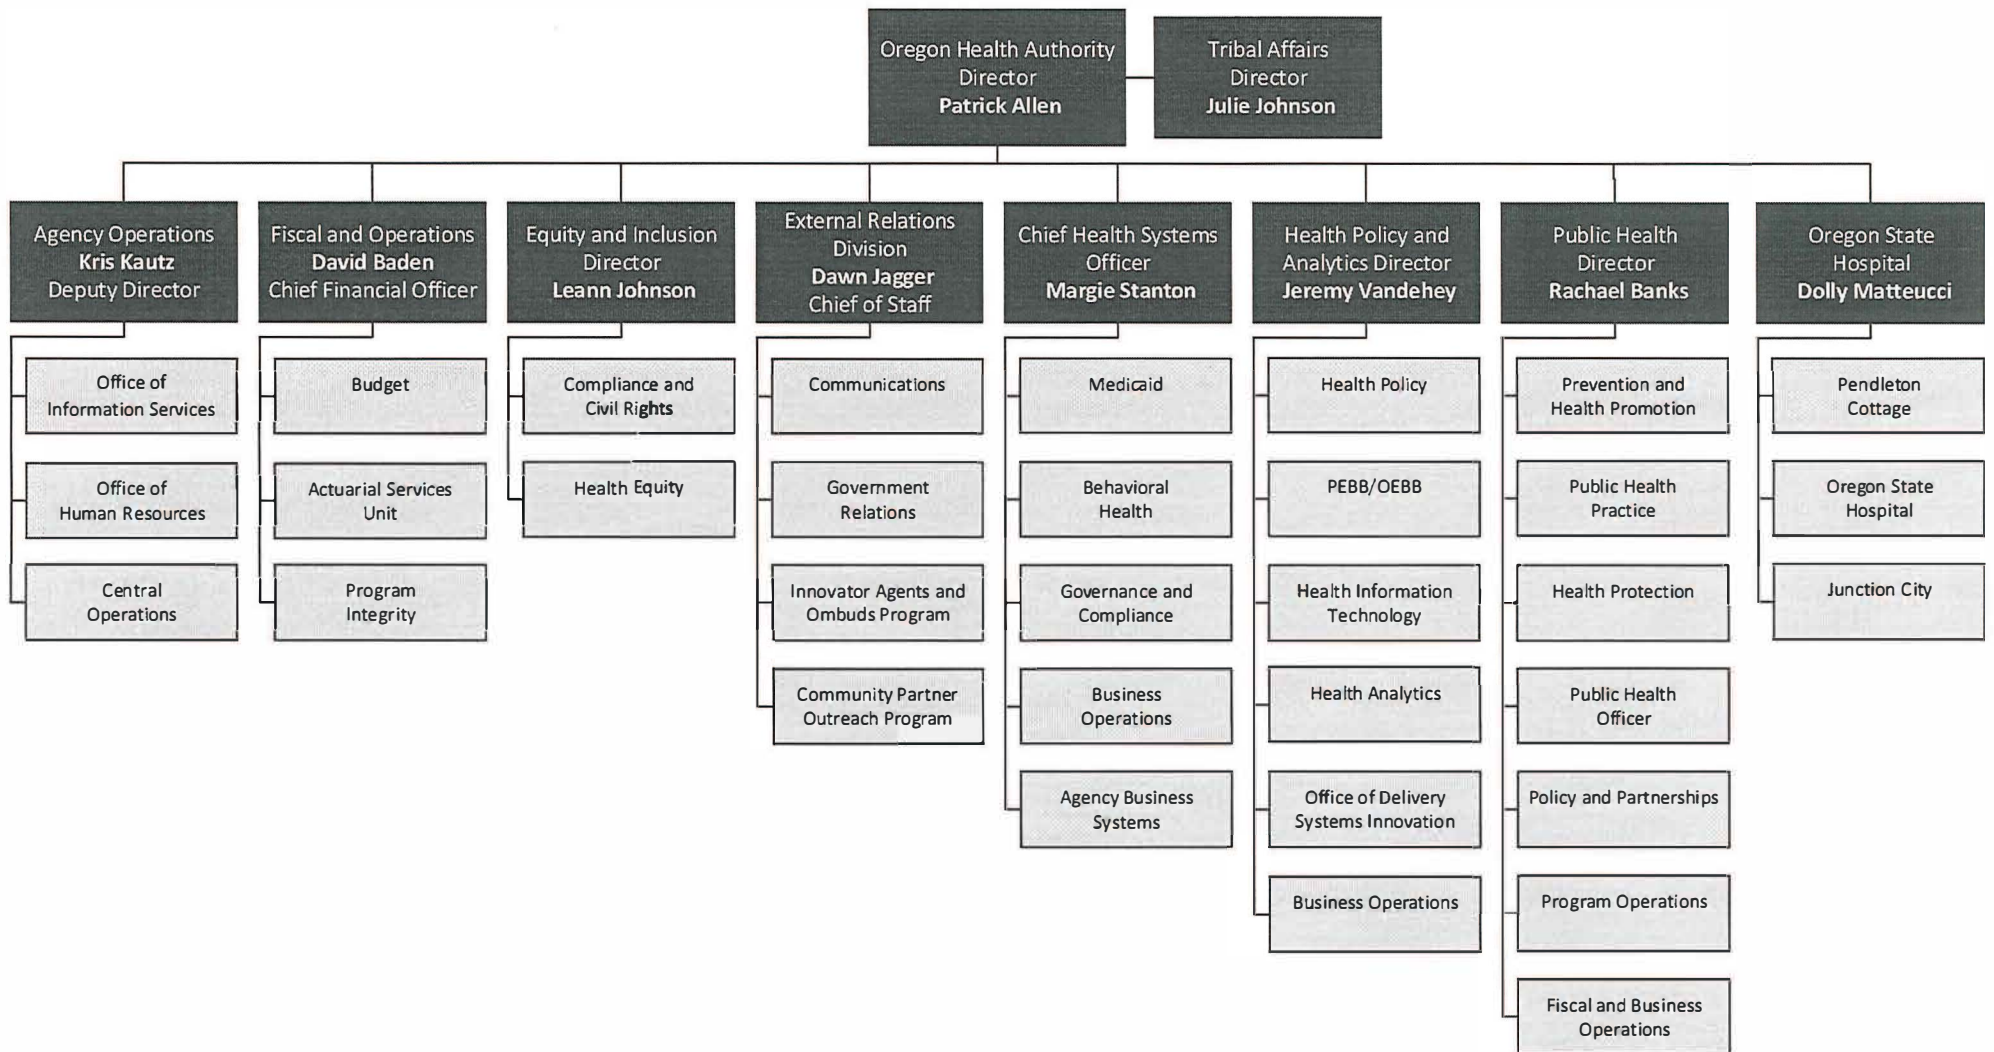 Oregon Health Authority
Director
Patrick Allen
Tribal Affairs
Director
Julie Johnson
Agency Operations
Kris Kautz
Deputy Director
Fiscal and Operations
David Baden
Chief Financial Officer
Equity and Inclusion
Director
Leann Johnson
External Relations
Division
Dawn Jagger
Chief of Staff
Chief Health Systems
Officer
Margie Stanton
Health Policy and
Analytics Director
Jeremy Vandehey
Public Health
Director
Rachael Banks
Oregon State
Hospital
Dolly Matteucci
Office of
Information Services
Office of
Human Resources
Central
Operations
Budget
Actuarial Services
Unit
Program
Integrity
Compliance and
Civil Rights
Health Equity
Communications
Government
Relations
Innovator Agents and
Ombuds Program
Community Partner
Outreach Program
Medicaid
Behavioral
Health
Governance and
Compliance
Business
Operations
Agency Business
Systems
Health Policy
PEBB/OEBB
Health Information
Technology
Health Analytics
Office of Delivery
Systems Innovation
Business Operations
Prevention and
Health Promotion
Public Health
Practice
Health Protection
Public Health
Officer
Policy and Partnerships
Program Operations
Fiscal and Business
Operations
Pendleton
Cottage
Oregon State
Hospital
Junction City